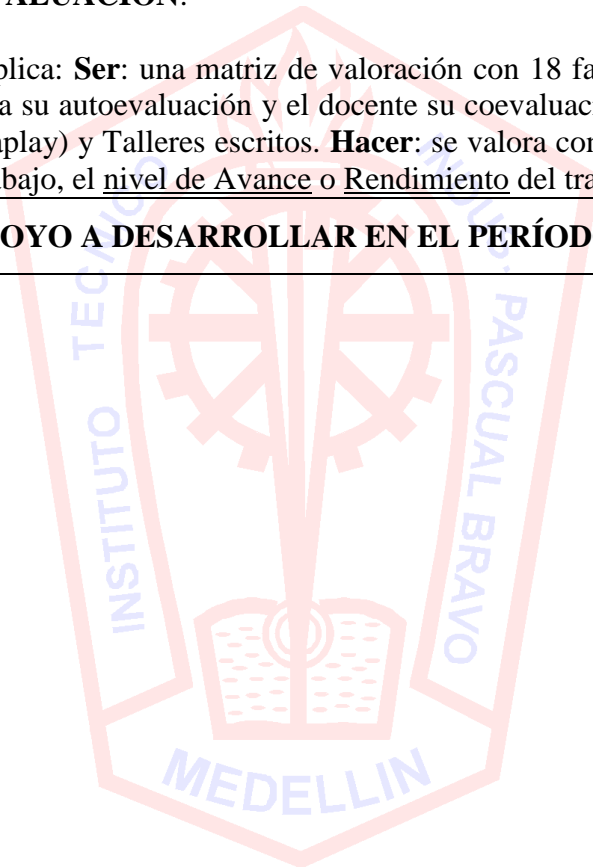 ALUACIÓN.
plica: Ser: una matriz de valoración con 18 fa
a su autoevaluación y el docente su coevaluac
aplay) y Talleres escritos. Hacer: se valora con
bajo, el nivel de Avance o Rendimiento del tra
OYO A DESARROLLAR EN EL PERÍOD
INSTITUTO TECNICO INDU. PASCUAL BRAVO
MEDELLIN